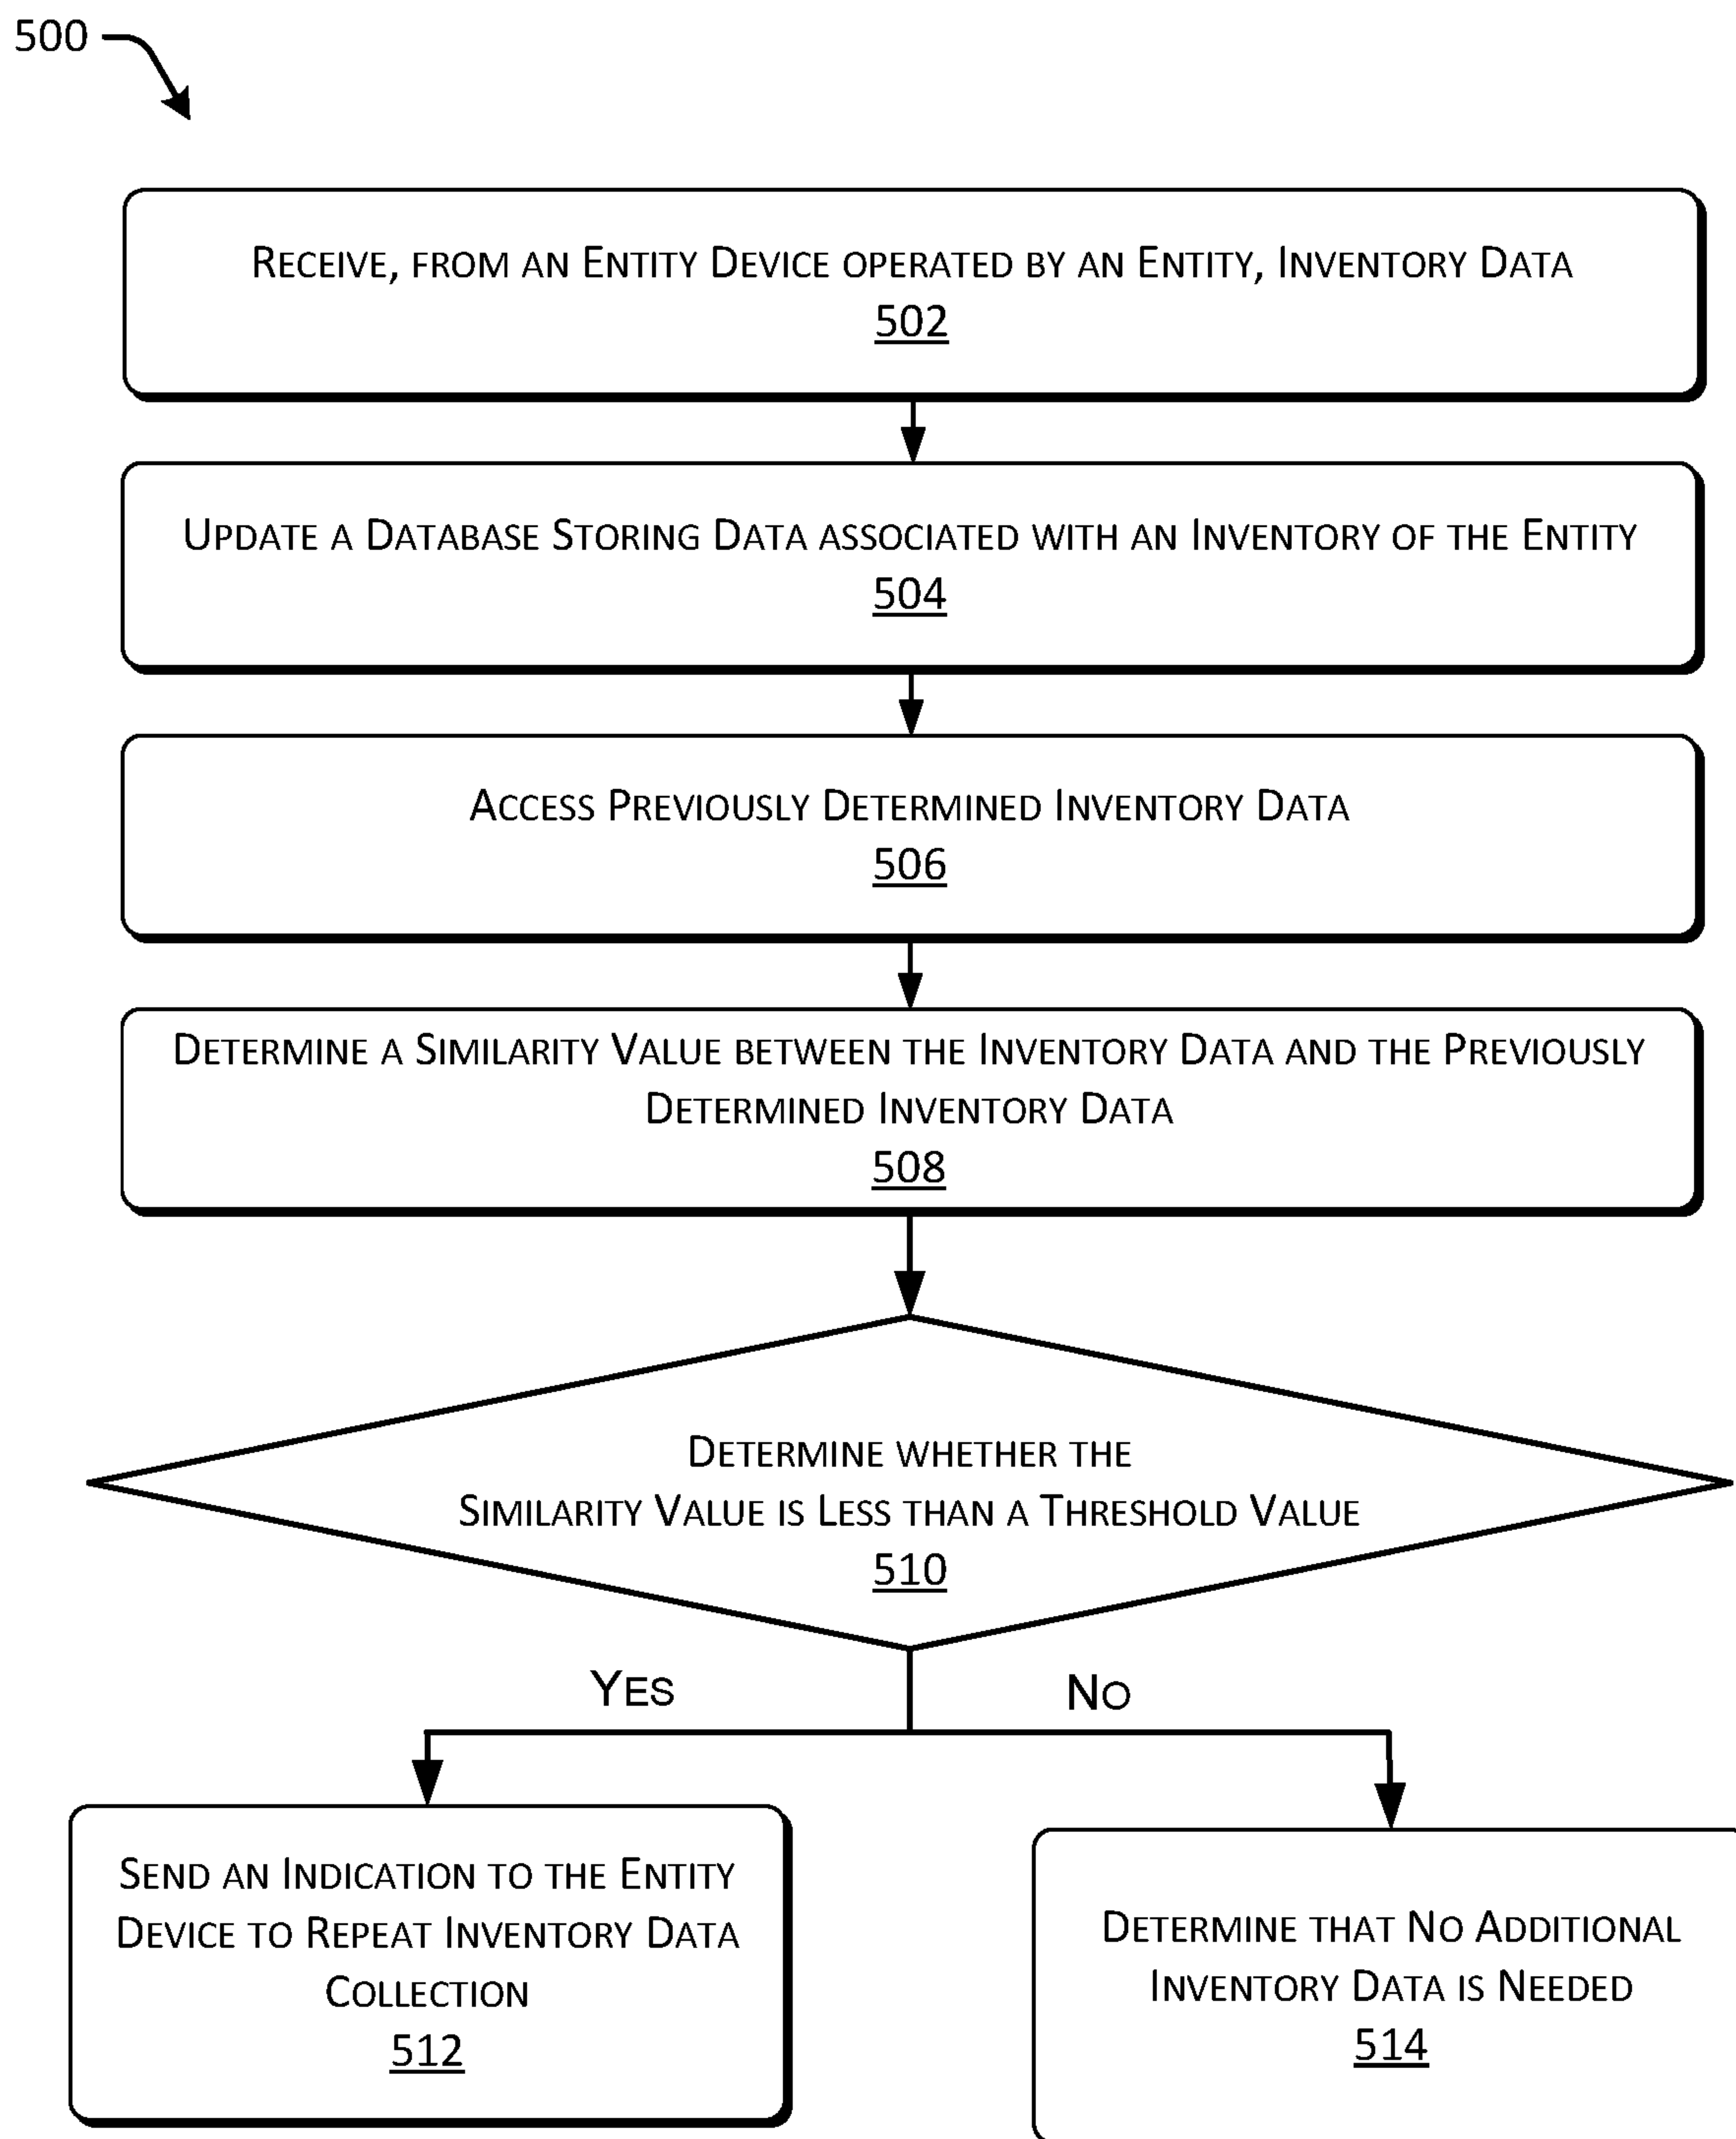 500
Receive, from an Entity Device operated by an Entity, Inventory Data
502
Update a Database Storing Data associated with an Inventory of the Entity
504
Access Previously Determined Inventory Data
506
Determine a Similarity Value between the Inventory Data and the Previously
Determined Inventory Data
508
Determine whether the
Similarity Value is Less than a Threshold Value
510
Yes
No
Send an Indication to the Entity
Device to Repeat Inventory Data
Collection
512
Determine that No Additional
Inventory Data is Needed
514